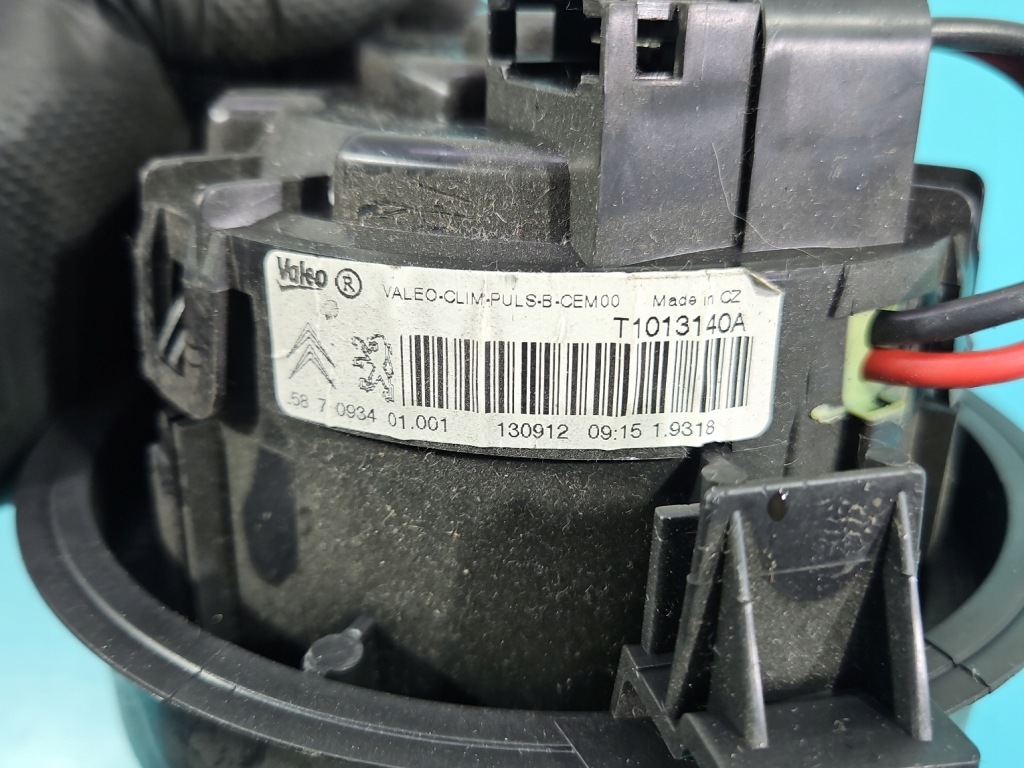 Valeo ® VALEO-CLIM-PULS-B-CEM00 Made in CZ
T1013140A
58 7 0934 01.001 130912 09:15 1.9318